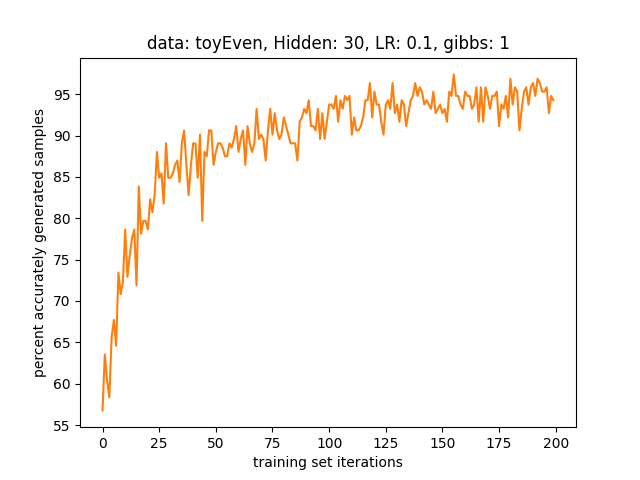 data: toyEven, Hidden: 30, LR: 0.1, gibbs: 1
percent accurately generated samples
95
90
85
80
75
70
65
60
55
0 25 50 75 100 125 150 175 200
training set iterations